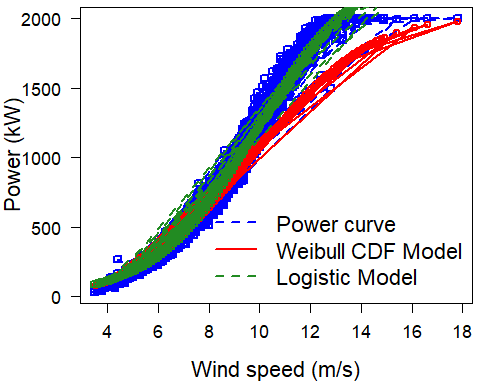 2000
1500
1000
500
0
Power (kW)
Power curve
Weibull CDF Model
Logistic Model
4 6 8 10 12 14 16 18
Wind speed (m/s)